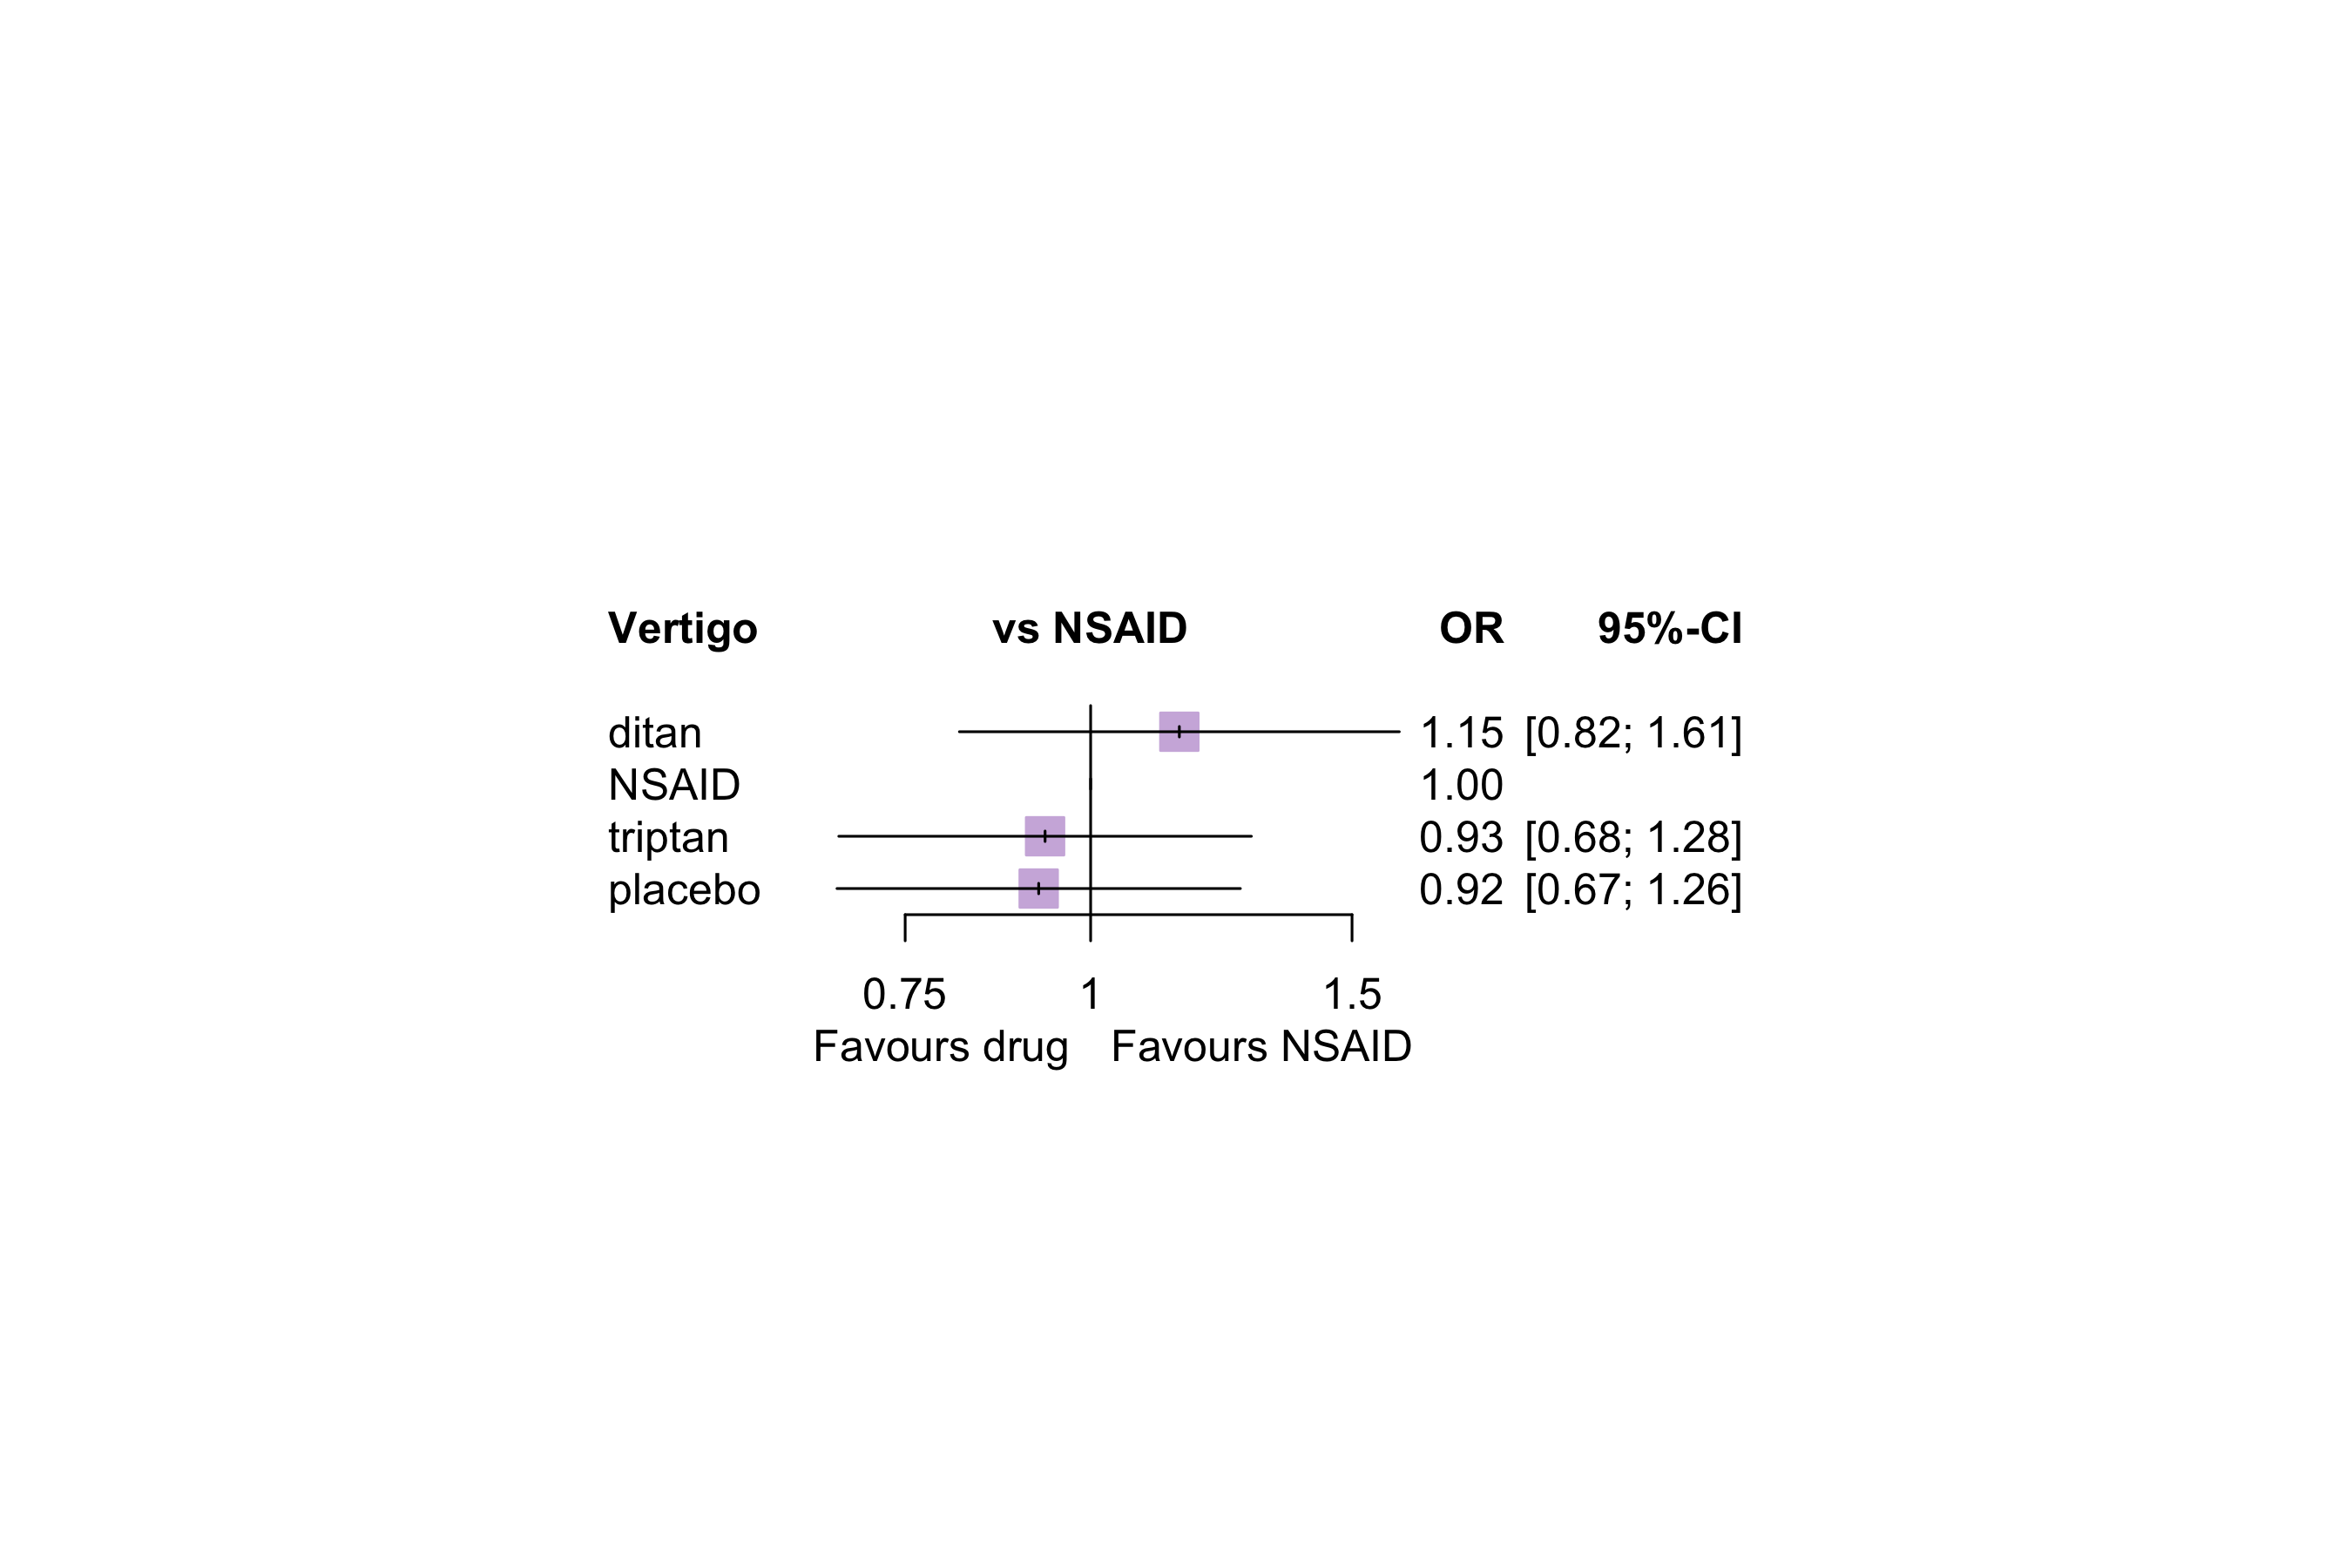 Vertigo vs NSAID OR 95%-CI
ditan 1.15 [0.82; 1.61]
NSAID 1.00
triptan 0.93 [0.68; 1.28]
placebo 0.92 [0.67; 1.26]
0.75 1 1.5
Favours drug Favours NSAID